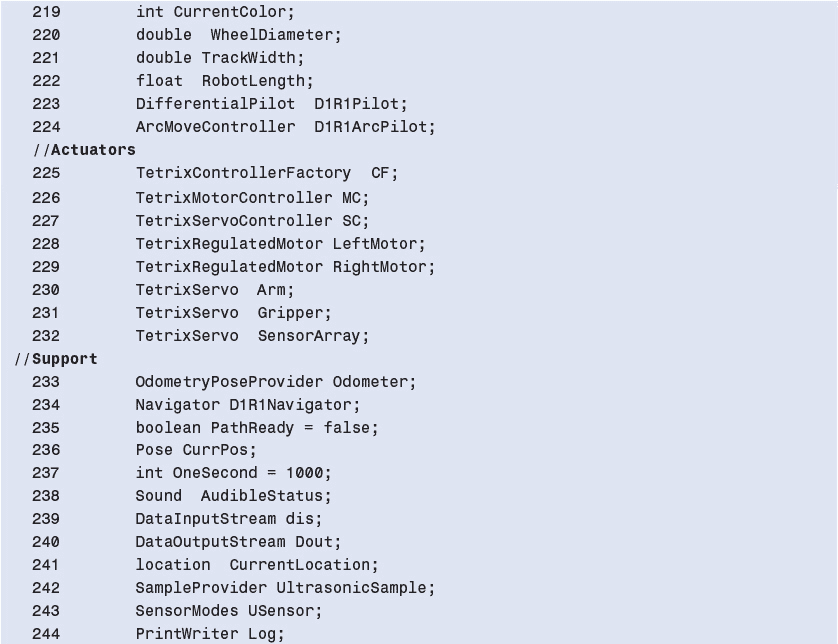 219 int CurrentColor;
220 double WheelDiameter;
221 double TrackWidth;
222 float RobotLength;
223 DifferentialPilot D1R1Pilot;
224 ArcMoveController D1R1ArcPilot;
//Actuators
225 TetrixControllerFactory CF;
226 TetrixMotorController MC;
227 TetrixServoController SC;
228 TetrixRegulatedMotor LeftMotor;
229 TetrixRegulatedMotor RightMotor;
230 TetrixServo Arm;
231 TetrixServo Gripper;
232 TetrixServo SensorArray;
//Support
233 OdometryPoseProvider Odometer;
234 Navigator D1R1Navigator;
235 boolean PathReady = false;
236 Pose CurrPos;
237 int OneSecond = 1000;
238 Sound AudibleStatus;
239 DataInputStream dis;
240 DataOutputStream Dout;
241 location CurrentLocation;
242 SampleProvider UltrasonicSample;
243 SensorModes USensor;
244 PrintWriter Log;